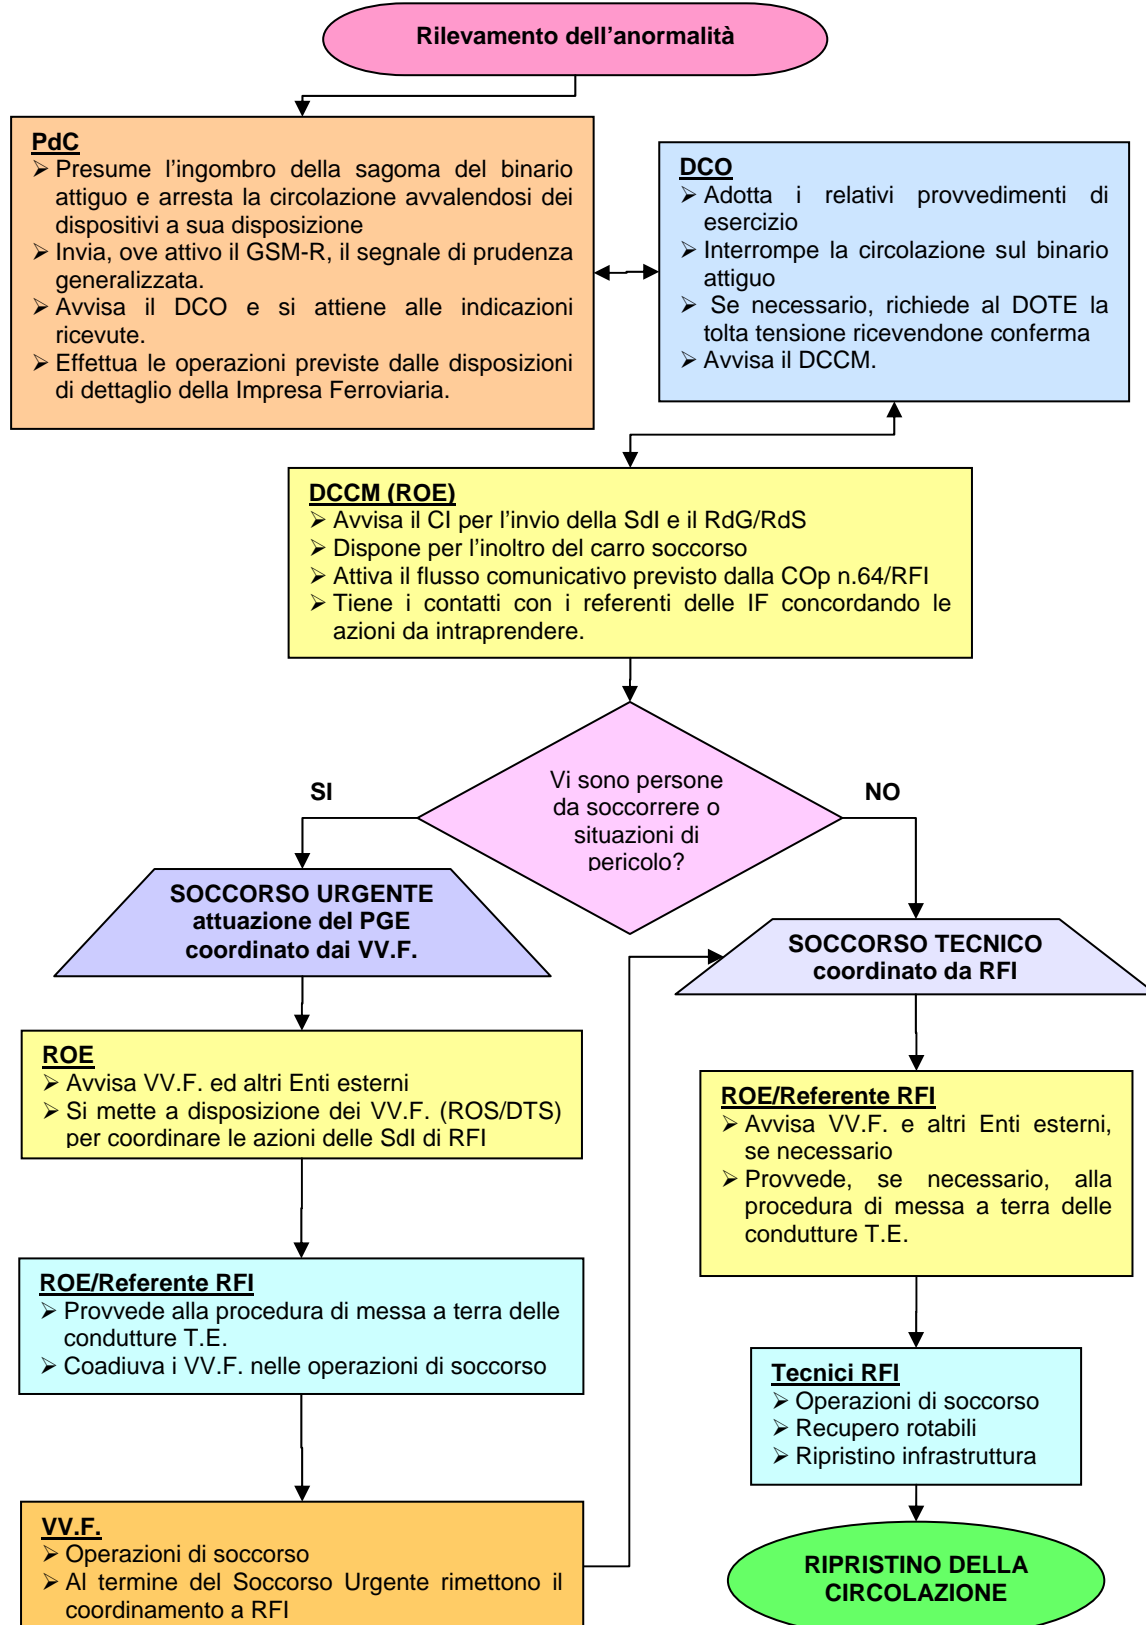 Rilevamento dell'anormalità
PdC
➢ Presume l'ingombro della sagoma del binario
attiguo e arresta la circolazione avvalendosi dei
dispositivi a sua disposizione
➢ Invia, ove attivo il GSM-R, il segnale di prudenza
generalizzata.
➢ Avvisa il DCO e si attiene alle indicazioni
ricevute.
➢ Effettua le operazioni previste dalle disposizioni
di dettaglio della Impresa Ferroviaria.
DCO
➢ Adotta i relativi provvedimenti di
esercizio
➢ Interrompe la circolazione sul binario
attiguo
➢ Se necessario, richiede al DOTE la
tolta tensione ricevendone conferma
➢ Avvisa il DCCM.
DCCM (ROE)
➢ Avvisa il CI per l'invio della SdI e il RdG/RdS
➢ Dispone per l'inoltro del carro soccorso
➢ Attiva il flusso comunicativo previsto dalla COp n.64/RFI
➢ Tiene i contatti con i referenti delle IF concordando le
azioni da intraprendere.
Vi sono persone
da soccorrere o
situazioni di
pericolo?
SI
NO
SOCCORSO URGENTE
attuazione del PGE
coordinato dai VV.F.
SOCCORSO TECNICO
coordinato da RFI
ROE
➢ Avvisa VV.F. ed altri Enti esterni
➢ Si mette a disposizione dei VV.F. (ROS/DTS)
per coordinare le azioni delle SdI di RFI
ROE/Referente RFI
➢ Avvisa VV.F. e altri Enti esterni,
se necessario
➢ Provvede, se necessario, alla
procedura di messa a terra delle
condutture T.E.
ROE/Referente RFI
➢ Provvede alla procedura di messa a terra delle
condutture T.E.
➢ Coadiuva i VV.F. nelle operazioni di soccorso
Tecnici RFI
➢ Operazioni di soccorso
➢ Recupero rotabili
➢ Ripristino infrastruttura
VV.F.
➢ Operazioni di soccorso
➢ Al termine del Soccorso Urgente rimettono il
coordinamento a RFI
RIPRISTINO DELLA
CIRCOLAZIONE